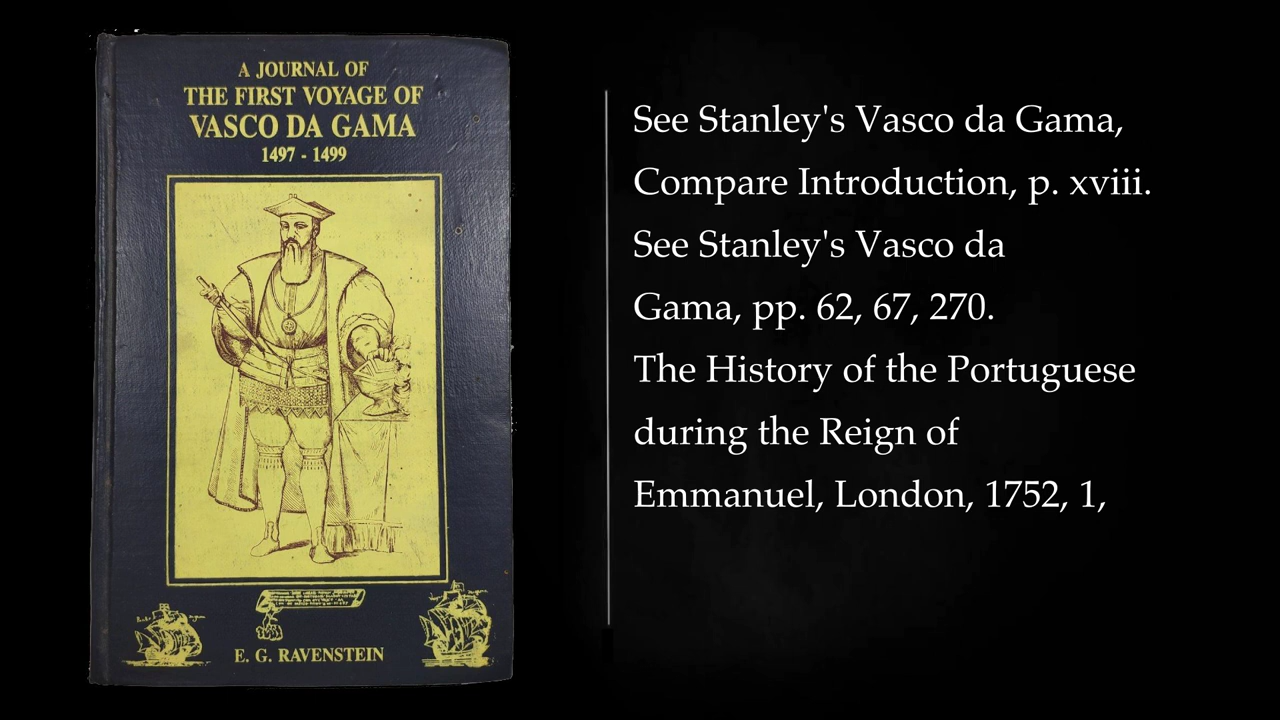 A JOURNAL OF
THE FIRST VOYAGE OF
VASCO DA GAMA
1497 - 1499
E. G. RAVENSTEIN
See Stanley's Vasco da Gama,
Compare Introduction, p. xviii.
See Stanley's Vasco da
Gama, pp. 62, 67, 270.
The History of the Portuguese
during the Reign of
Emmanuel, London, 1752, 1,